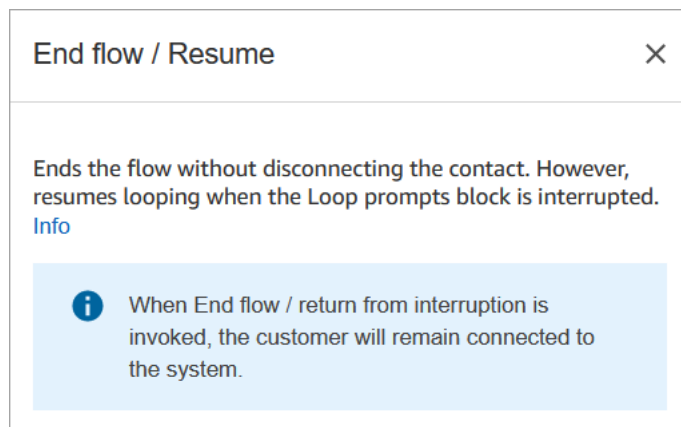 End flow / Resume
Ends the flow without disconnecting the contact. However,
resumes looping when the Loop prompts block is interrupted.
Info
When End flow / return from interruption is
invoked, the customer will remain connected to
the system.